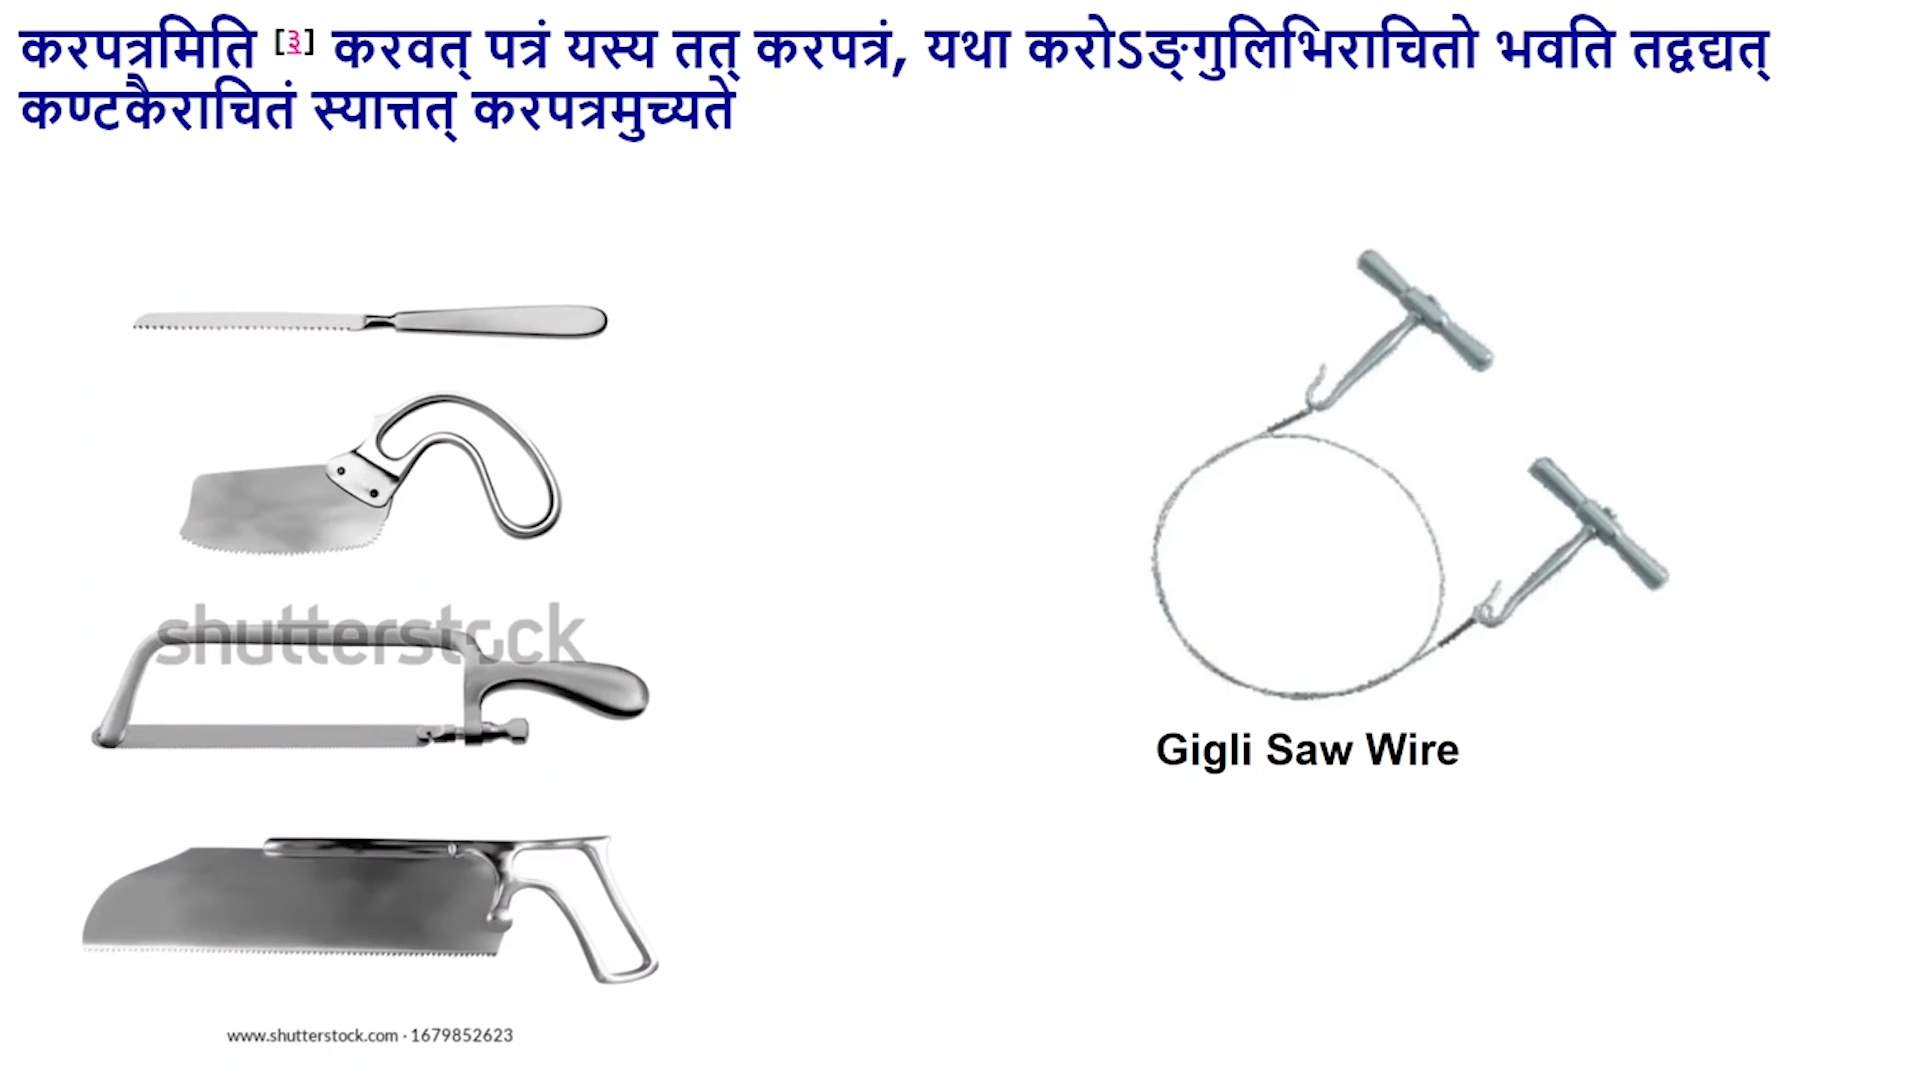 करपत्रमिति [३] करवत् पत्रं यस्य तत् करपत्रं, यथा करोऽङ्गुलिभिराचितो भवति तद्वद्यत्
कण्टकैराचितं स्यात्तत् करपत्रमुच्यते
shutterstock
Gigli Saw Wire
www.shutterstock.com · 1679852623